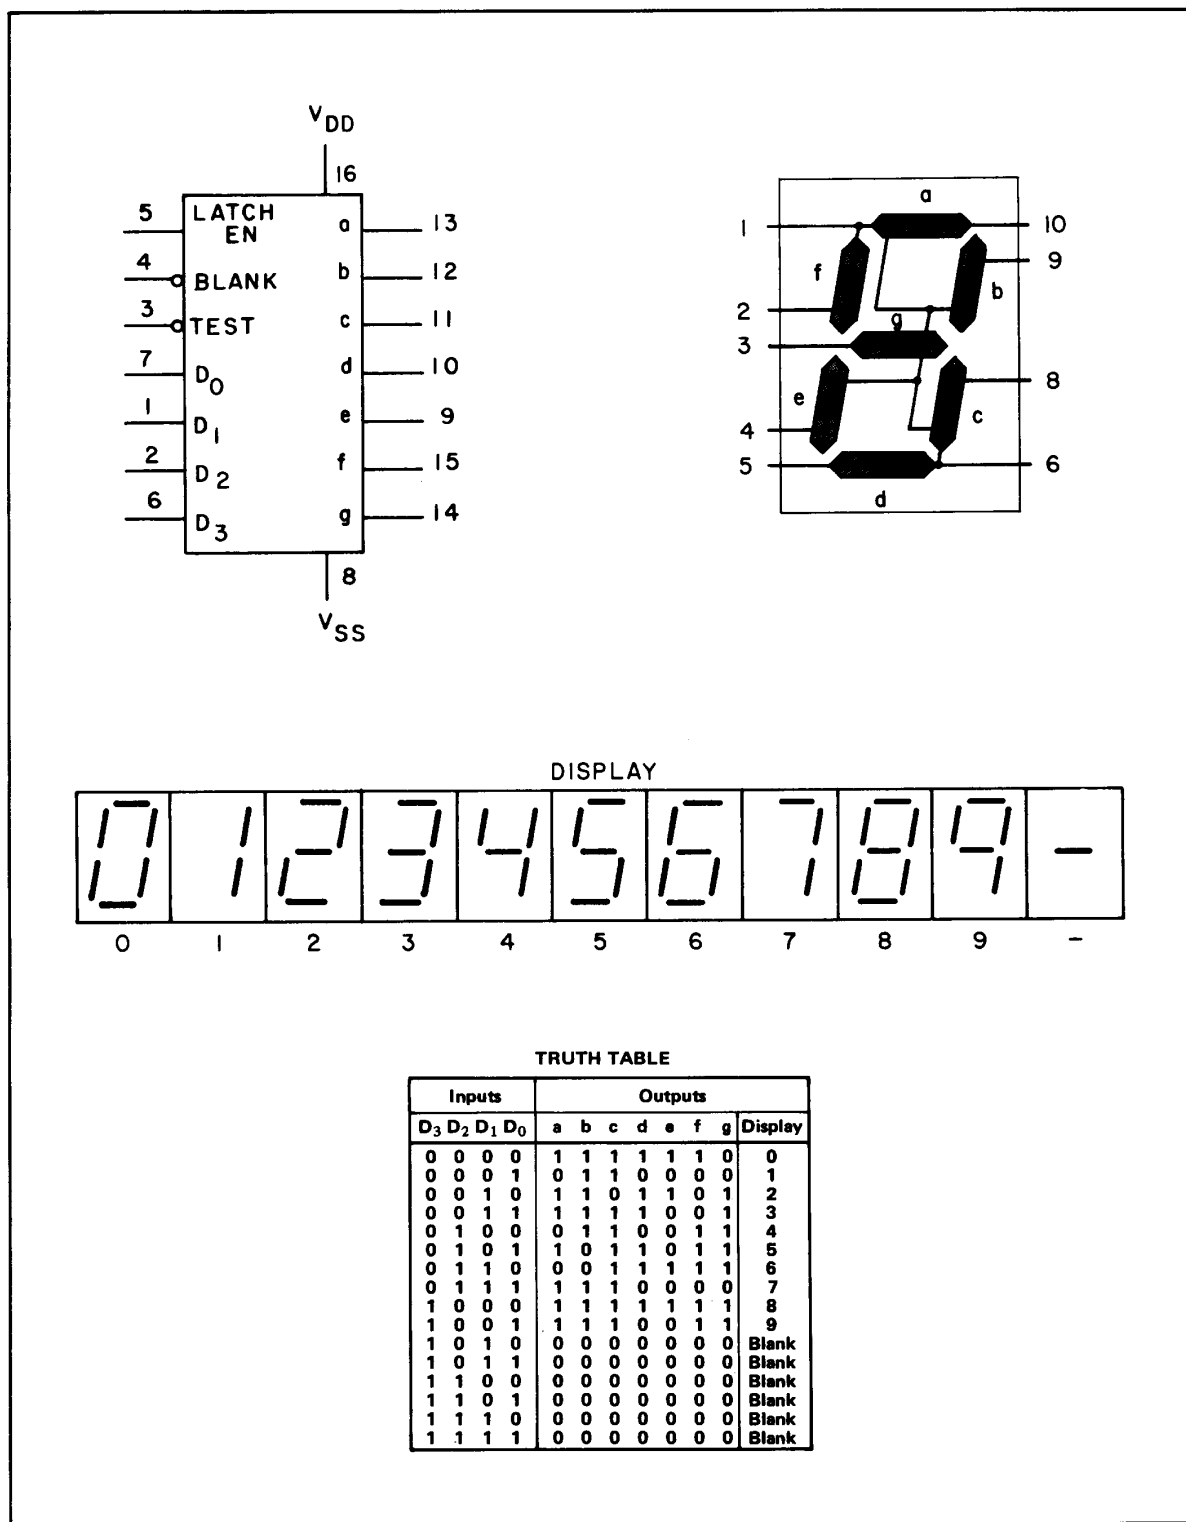 V DD
16
5 LATCH EN a 13
4 BLANK b 12
3 TEST c 11
7 D0 d 10
1 D1 e 9
2 D2 f 15
6 D3 g 14
8
V SS
a
1 10
f 9
b
2
g
3
8
e c
4
5 6
d
DISPLAY
0 1 2 3 4 5 6 7 8 9 -
0 1 2 3 4 5 6 7 8 9 -
TRUTH TABLE
Inputs Outputs
D3 D2 D1 D0 a b c d e f g Display
0 0 0 0 1 1 1 1 1 1 0 0
0 0 0 1 0 1 1 0 0 0 0 1
0 0 1 0 1 1 0 1 1 0 1 2
0 0 1 1 1 1 1 1 0 0 1 3
0 1 0 0 0 1 1 0 0 1 1 4
0 1 0 1 1 0 1 1 0 1 1 5
0 1 1 0 0 0 1 1 1 1 1 6
0 1 1 1 1 1 1 0 0 0 0 7
1 0 0 0 1 1 1 1 1 1 1 8
1 0 0 1 1 1 1 0 0 1 1 9
1 0 1 0 0 0 0 0 0 0 0 Blank
1 0 1 1 0 0 0 0 0 0 0 Blank
1 1 0 0 0 0 0 0 0 0 0 Blank
1 1 0 1 0 0 0 0 0 0 0 Blank
1 1 1 0 0 0 0 0 0 0 0 Blank
1 1 1 1 0 0 0 0 0 0 0 Blank